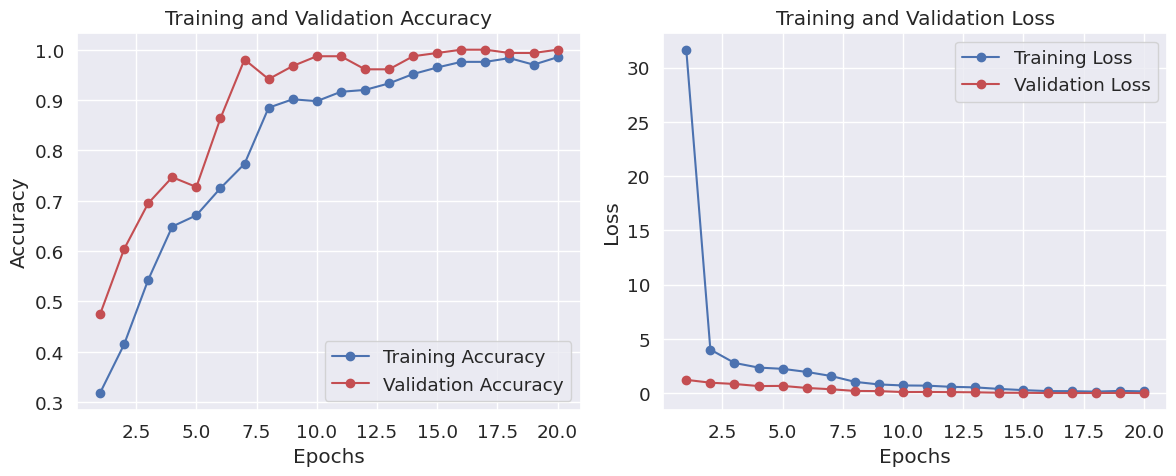 Training and Validation Accuracy
1.0
0.9
0.8
0.7
0.6
0.5
0.4
0.3
Accuracy
Training Accuracy
Validation Accuracy
2.5 5.0 7.5 10.0 12.5 15.0 17.5 20.0
Epochs
Training and Validation Loss
30
25
20
15
10
5
0
Loss
Training Loss
Validation Loss
2.5 5.0 7.5 10.0 12.5 15.0 17.5 20.0
Epochs